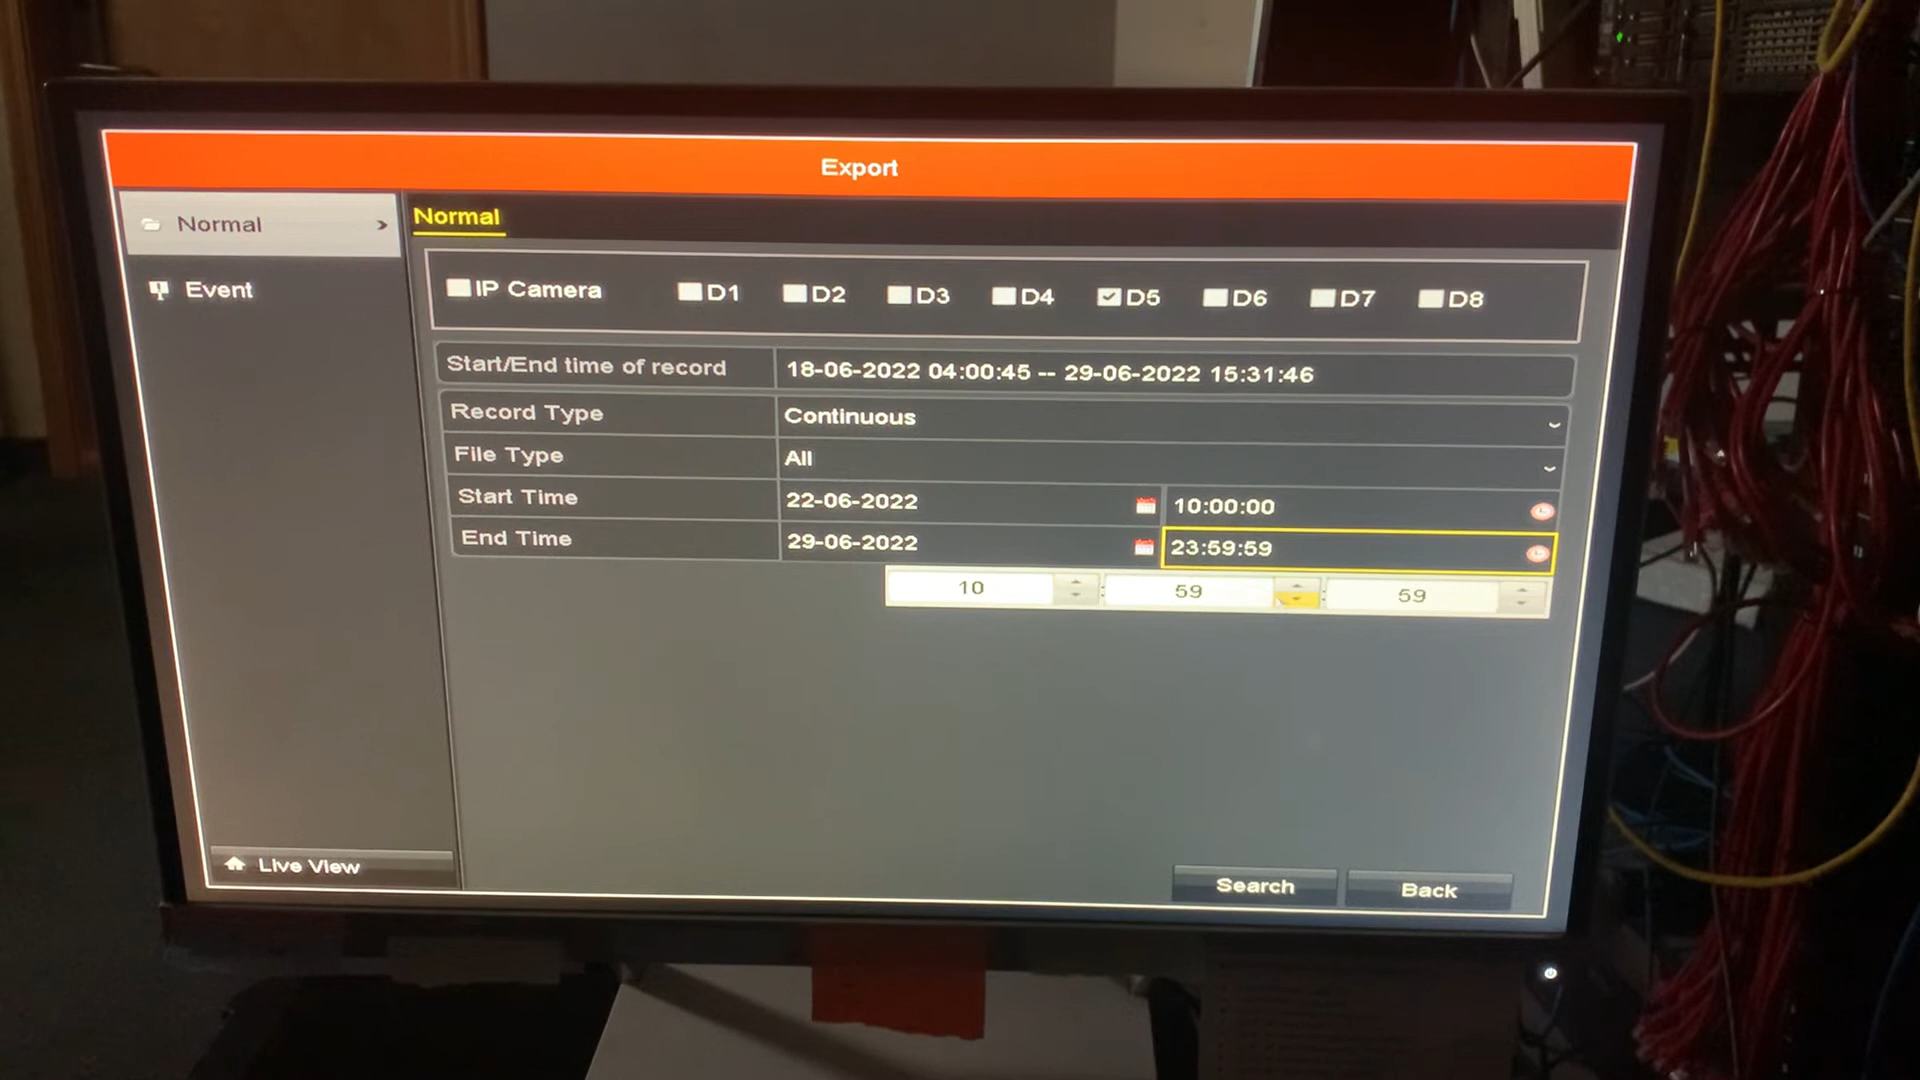 Export
Normal
Event
Normal
IP Camera D1 D2 D3 D4 D5 D6 D7 D8
Start/End time of record 18-06-2022 04:00:45 -- 29-06-2022 15:31:46
Record Type Continuous
File Type All
Start Time 22-06-2022 10:00:00
End Time 29-06-2022 23:59:59
10 : 59 : 59
Live View
Search Back